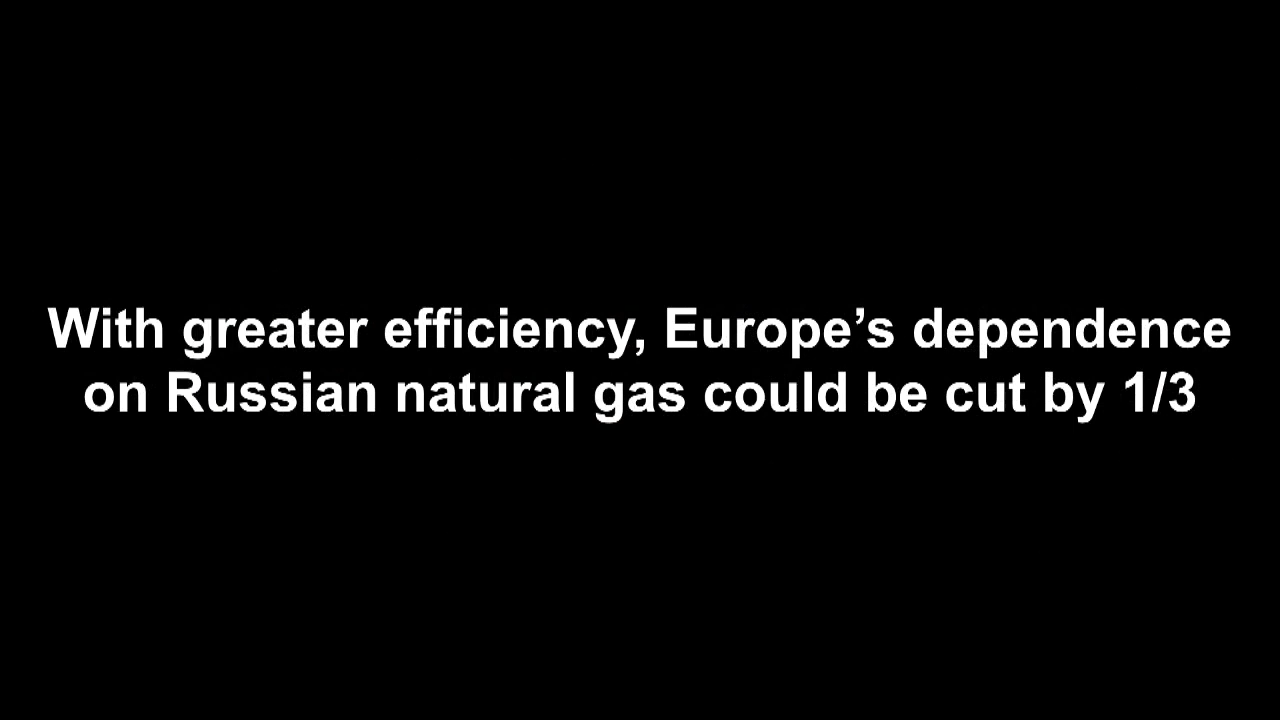 With greater efficiency, Europe’s dependence
on Russian natural gas could be cut by 1/3